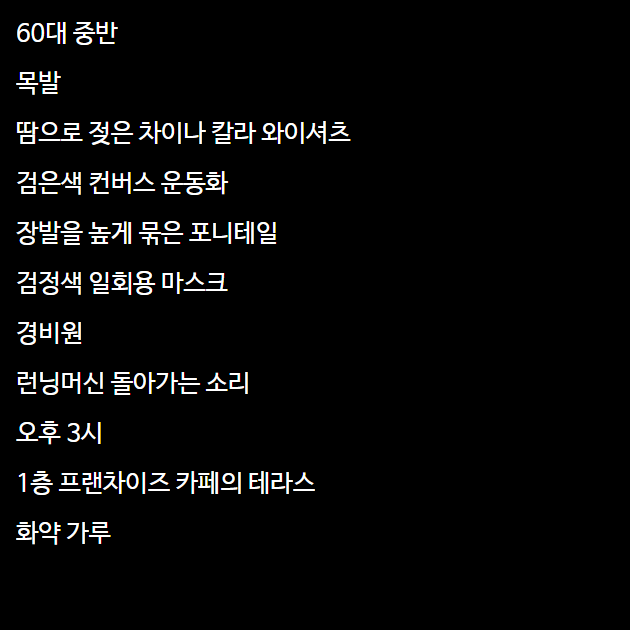 60대 중반
목발
땀으로 젖은 차이나 칼라 와이셔츠
검은색 컨버스 운동화
장발을 높게 묶은 포니테일
검정색 일회용 마스크
경비원
런닝머신 돌아가는 소리
오후 3시
1층 프랜차이즈 카페의 테라스
화약 가루